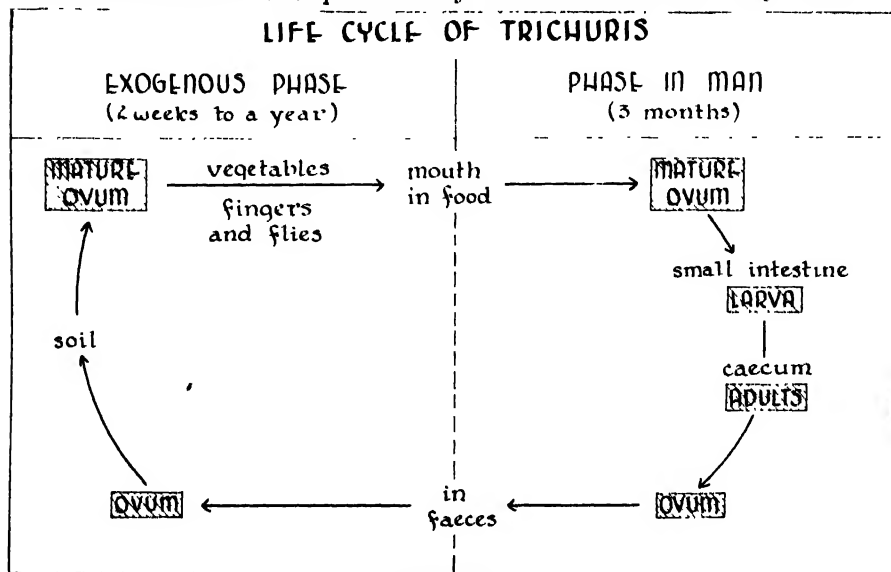 LIFE CYCLE OF TRICHURIS
EXOGENOUS PHASE
(2 weeks to a year)
PHASE IN MAN
(3 months)
MATURE
OVUM
vegetables
fingers
and flies
mouth
in food
MATURE
OVUM
small intestine
LARVA
caecum
ADULTS
OVUM
in
faeces
OVUM
soil